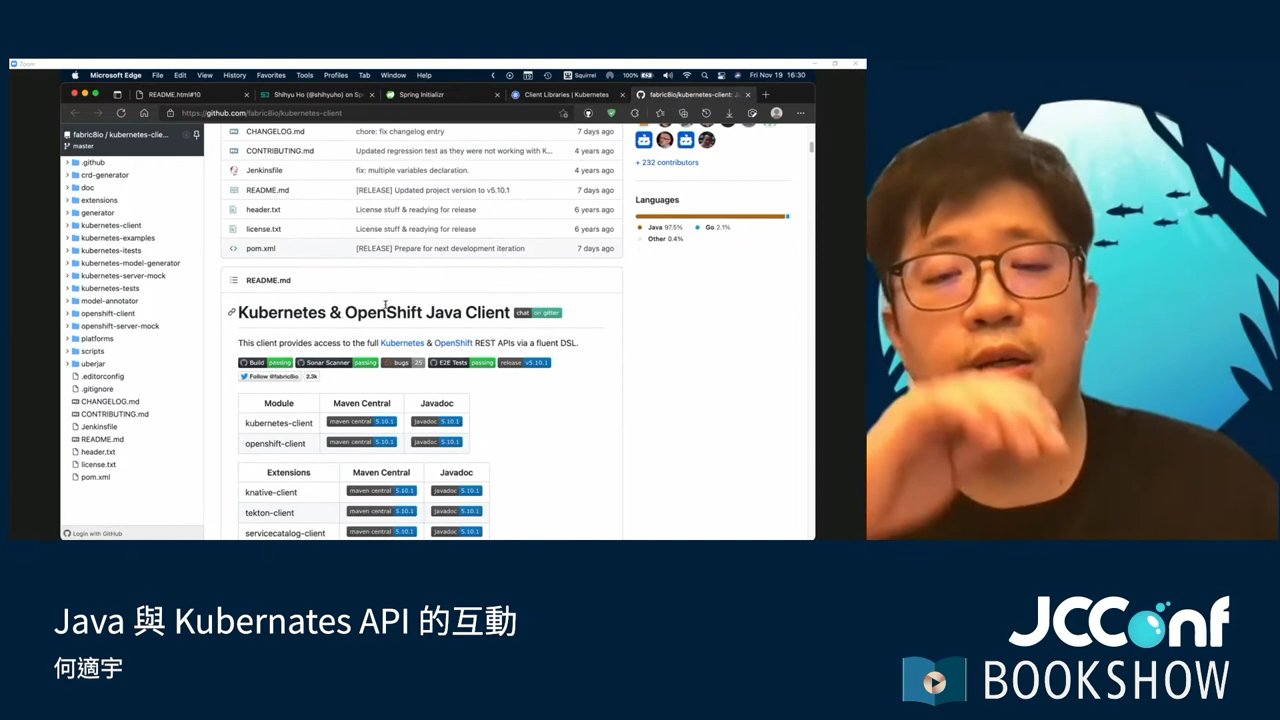 Zoom
Microsoft Edge File Edit View History Favorites Tools Profiles Tab Window Help
Squirrel 100% Fri Nov 19 16:30
README.html#10
Shihyu Ho (@shihyuho) on Sp
Spring Initializr
Client Libraries | Kubernetes
fabric8io/kubernetes-client: J
https://github.com/fabric8io/kubernetes-client
fabric8io / kubernetes-clie...
master
.github
crd-generator
doc
extensions
generator
kubernetes-client
kubernetes-examples
kubernetes-itests
kubernetes-model-generator
kubernetes-server-mock
kubernetes-tests
model-annotator
openshift-client
openshift-server-mock
platforms
scripts
uberjar
.editorconfig
.gitignore
CHANGELOG.md
CONTRIBUTING.md
Jenkinsfile
README.md
header.txt
license.txt
pom.xml
Login with GitHub
CHANGELOG.md chore: fix changelog entry 7 days ago
CONTRIBUTING.md Updated regression test as they were not working with K... 4 years ago
Jenkinsfile fix: multiple variables declaration. 4 years ago
README.md [RELEASE] Updated project version to v5.10.1 7 days ago
header.txt License stuff & readying for release 6 years ago
license.txt License stuff & readying for release 6 years ago
pom.xml [RELEASE] Prepare for next development iteration 7 days ago
README.md
Kubernetes & OpenShift Java Client chat on gitter
This client provides access to the full Kubernetes & OpenShift REST APIs via a fluent DSL.
Build passing Sonar Scanner passing bugs 25 E2E Tests passing release v5.10.1
Follow @fabric8io 2.3k
Module Maven Central Javadoc
kubernetes-client maven central 5.10.1 javadoc 5.10.1
openshift-client maven central 5.10.1 javadoc 5.10.1
Extensions Maven Central Javadoc
knative-client maven central 5.10.1 javadoc 5.10.1
tekton-client maven central 5.10.1 javadoc 5.10.1
servicecatalog-client maven central 5.10.1 javadoc 5.10.1
+ 232 contributors
Languages
Java 97.5% Go 2.1%
Other 0.4%
Java 與 Kubernates API 的互動
何適宇
JCConf
BOOKSHOW